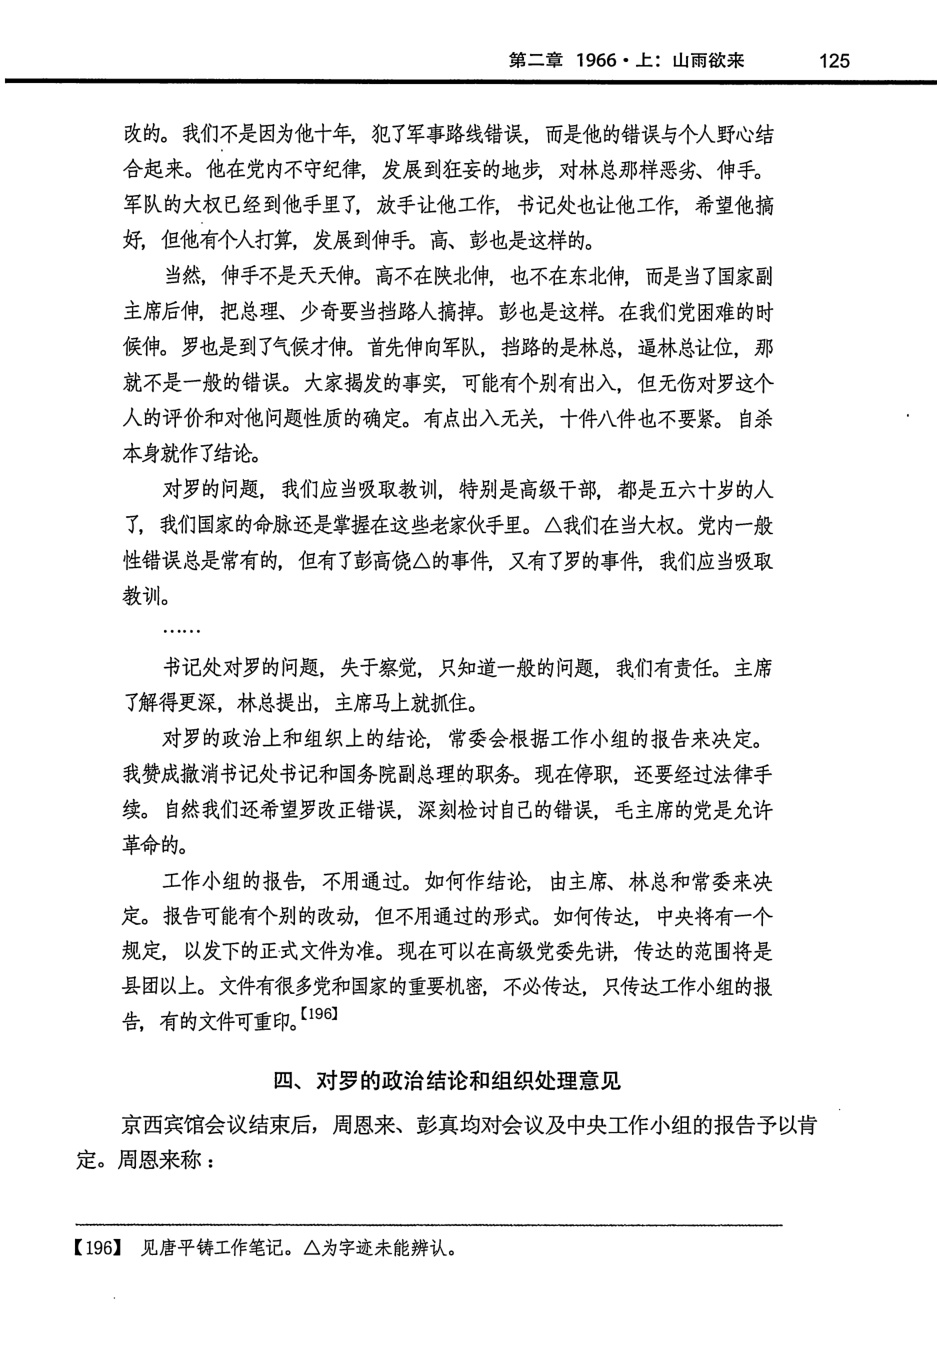 第二章 1966·上：山雨欲来 125
改的。我们不是因为他十年，犯了军事路线错误，而是他的错误与个人野心结
合起来。他在党内不守纪律，发展到狂妄的地步，对林总那样恶劣、伸手。
军队的大权已经到他手里了，放手让他工作，书记处也让他工作，希望他搞
好，但他有个人打算，发展到伸手。高、彭也是这样的。
当然，伸手不是天天伸。高不在陕北伸，也不在东北伸，而是当了国家副
主席后伸，把总理、少奇要当挡路人搞掉。彭也是这样。在我们党困难的时
候伸。罗也是到了气候才伸。首先伸向军队，挡路的是林总，逼林总让位，那
就不是一般的错误。大家揭发的事实，可能有个别有出入，但无伤对罗这个
人的评价和对他问题性质的确定。有点出入无关，十件八件也不要紧。自杀
本身就作了结论。
对罗的问题，我们应当吸取教训，特别是高级干部，都是五六十岁的人
了，我们国家的命脉还是掌握在这些老家伙手里。△我们在当大权。党内一般
性错误总是常有的，但有了彭高饶△的事件，又有了罗的事件，我们应当吸取
教训。
……
书记处对罗的问题，失于察觉，只知道一般的问题，我们有责任。主席
了解得更深，林总提出，主席马上就抓住。
对罗的政治上和组织上的结论，常委会根据工作小组的报告来决定。
我赞成撤消书记处书记和国务院副总理的职务。现在停职，还要经过法律手
续。自然我们还希望罗改正错误，深刻检讨自己的错误，毛主席的党是允许
革命的。
工作小组的报告，不用通过。如何作结论，由主席、林总和常委来决
定。报告可能有个别的改动，但不用通过的形式。如何传达，中央将有一个
规定，以发下的正式文件为准。现在可以在高级党委先讲，传达的范围将是
县团以上。文件有很多党和国家的重要机密，不必传达，只传达工作小组的报
告，有的文件可重印。【196】
四、对罗的政治结论和组织处理意见
京西宾馆会议结束后，周恩来、彭真均对会议及中央工作小组的报告予以肯
定。周恩来称：
【196】 见唐平铸工作笔记。△为字迹未能辨认。